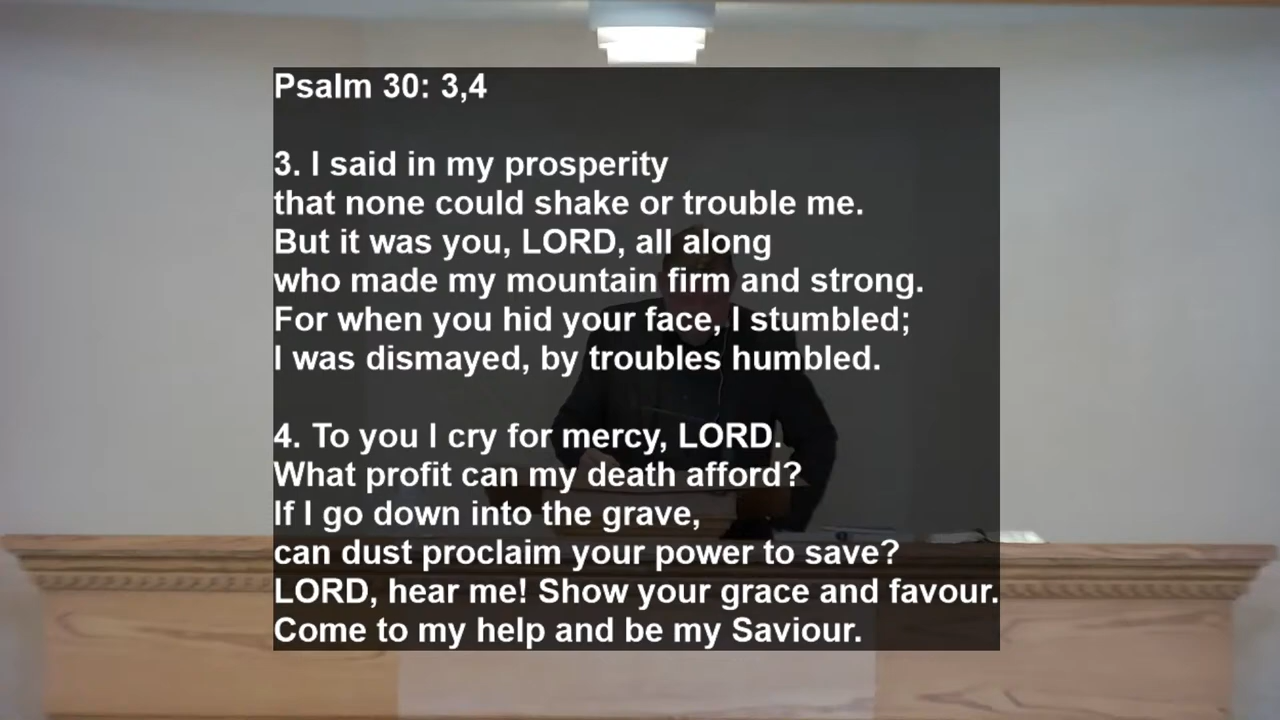 Psalm 30: 3,4
3. I said in my prosperity
that none could shake or trouble me.
But it was you, LORD, all along
who made my mountain firm and strong.
For when you hid your face, I stumbled;
I was dismayed, by troubles humbled.
4. To you I cry for mercy, LORD.
What profit can my death afford?
If I go down into the grave,
can dust proclaim your power to save?
LORD, hear me! Show your grace and favour.
Come to my help and be my Saviour.